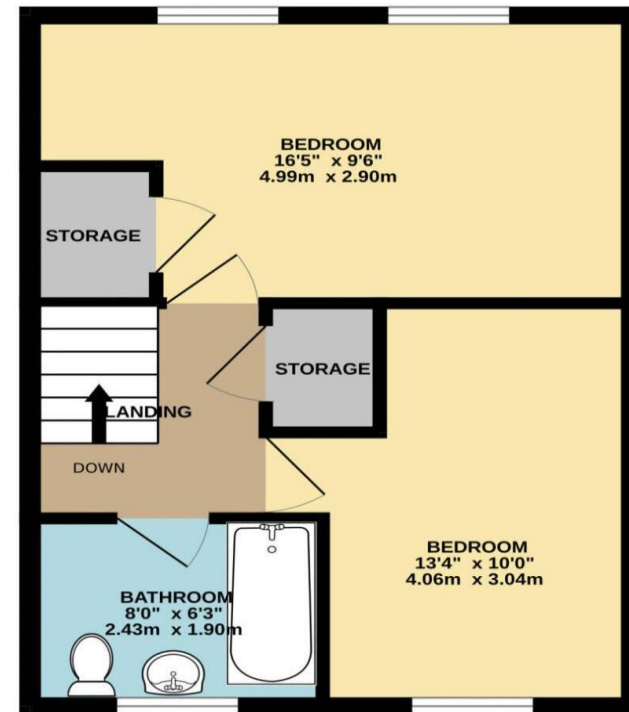 BEDROOM
16'5" x 9'6"
4.99m x 2.90m
STORAGE
STORAGE
LANDING
DOWN
BEDROOM
13'4" x 10'0"
4.06m x 3.04m
BATHROOM
8'0" x 6'3"
2.43m x 1.90m